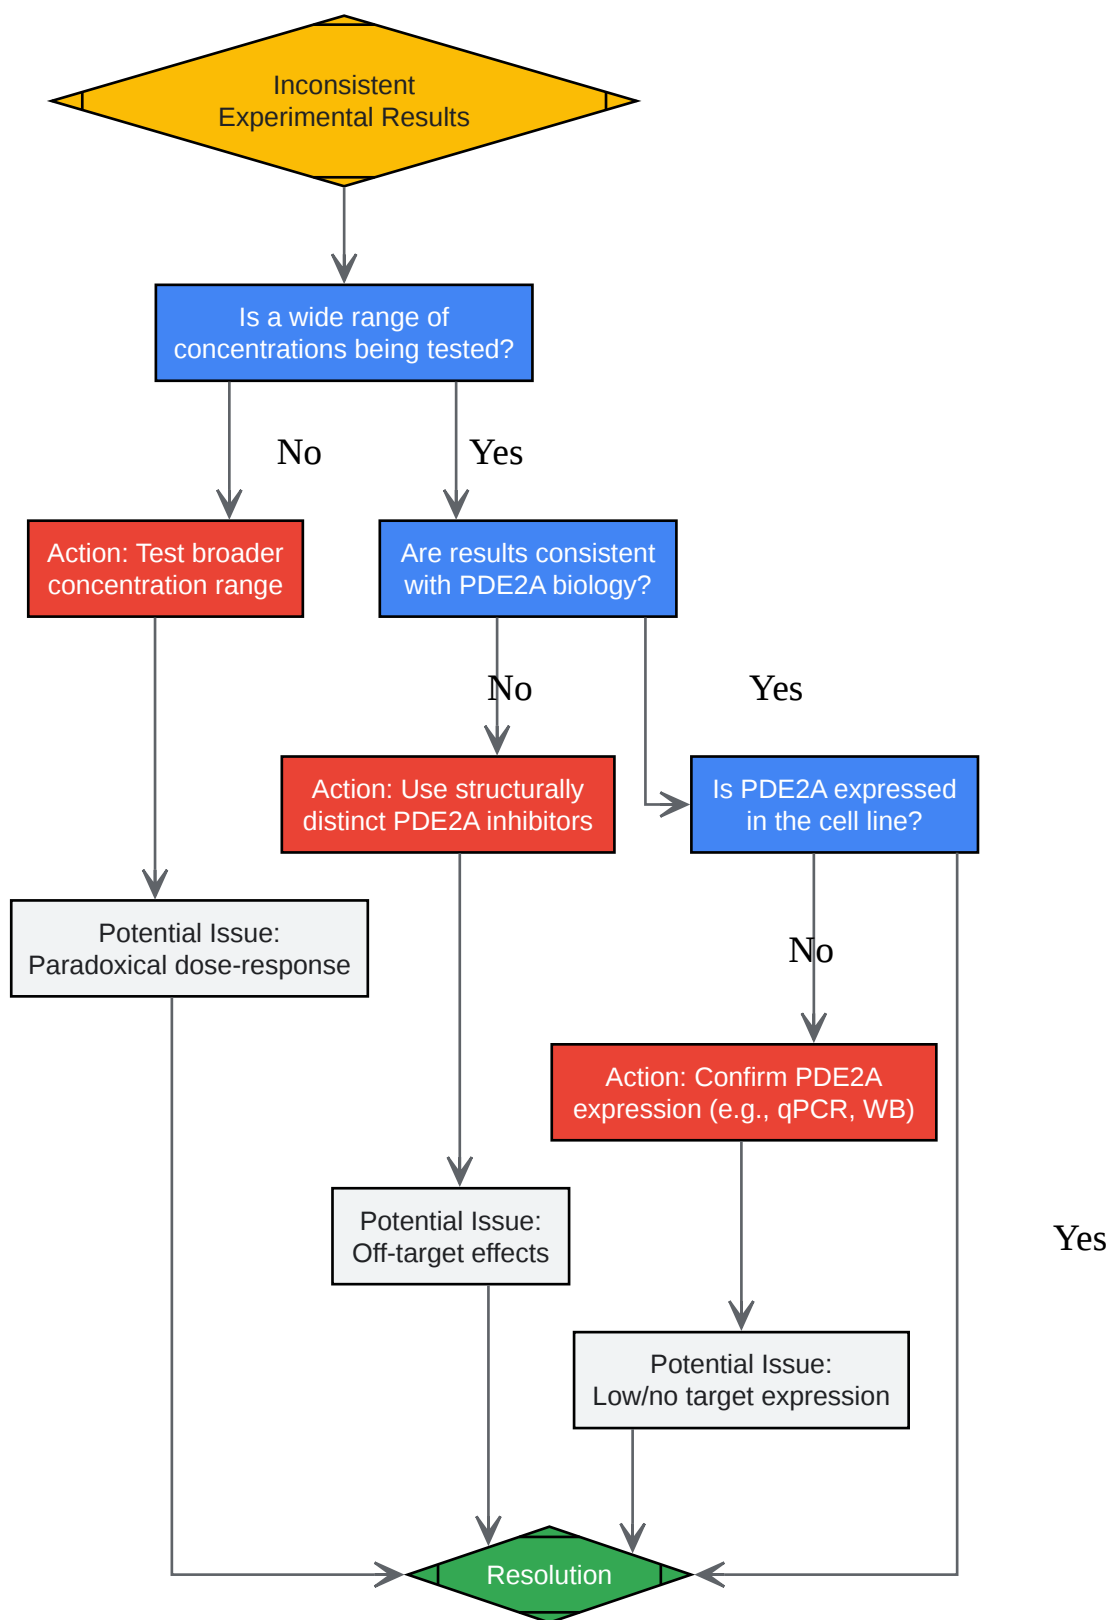 Inconsistent
Experimental Results
Is a wide range of
concentrations being tested?
No
Yes
Action: Test broader
concentration range
Are results consistent
with PDE2A biology?
No
Yes
Action: Use structurally
distinct PDE2A inhibitors
Is PDE2A expressed
in the cell line?
Potential Issue:
Paradoxical dose-response
No
Action: Confirm PDE2A
expression (e.g., qPCR, WB)
Potential Issue:
Off-target effects
Yes
Potential Issue:
Low/no target expression
Resolution